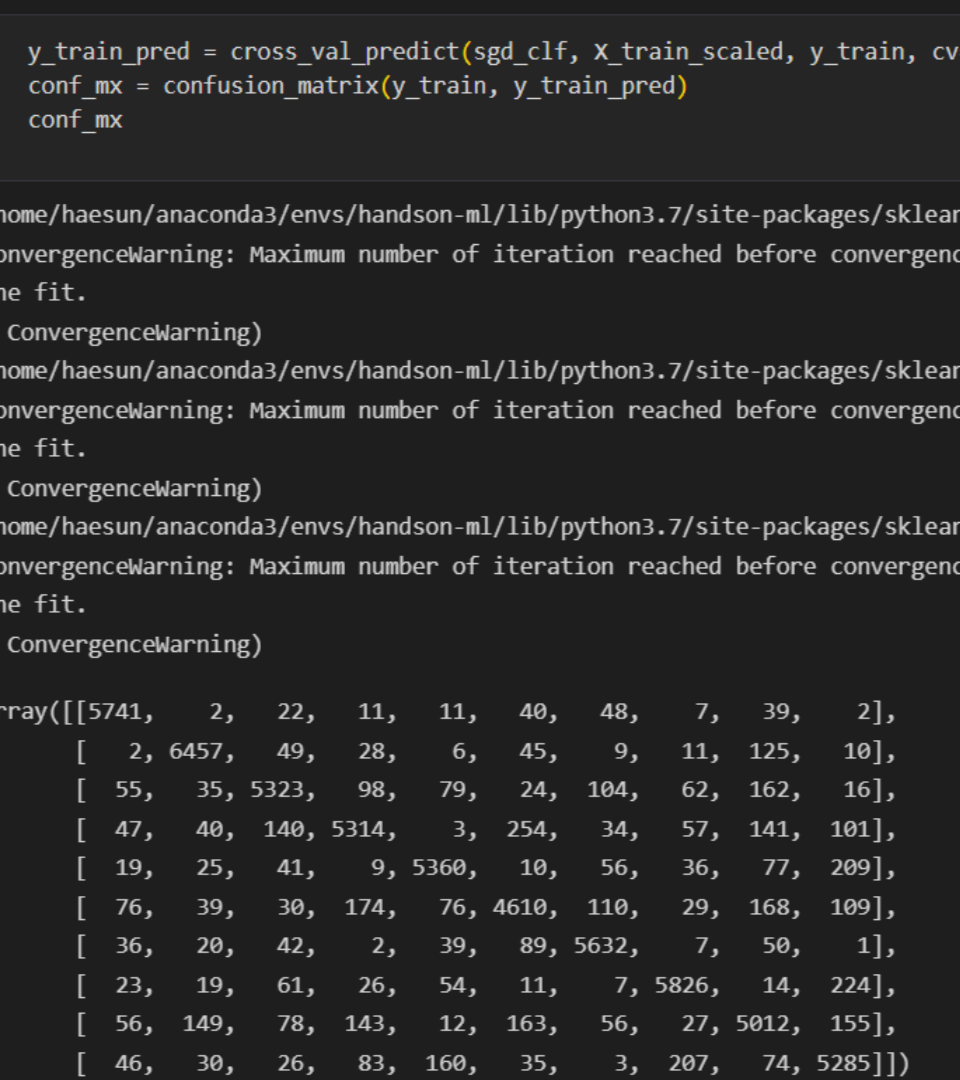 y_train_pred = cross_val_predict(sgd_clf, X_train_scaled, y_train, cv
conf_mx = confusion_matrix(y_train, y_train_pred)
conf_mx
home/haesun/anaconda3/envs/handson-ml/lib/python3.7/site-packages/sklear
onvergenceWarning: Maximum number of iteration reached before convergenc
he fit.
ConvergenceWarning)
home/haesun/anaconda3/envs/handson-ml/lib/python3.7/site-packages/sklear
onvergenceWarning: Maximum number of iteration reached before convergenc
he fit.
ConvergenceWarning)
home/haesun/anaconda3/envs/handson-ml/lib/python3.7/site-packages/sklear
onvergenceWarning: Maximum number of iteration reached before convergenc
he fit.
ConvergenceWarning)
rray([[5741, 2, 22, 11, 11, 40, 48, 7, 39, 2],
[ 2, 6457, 49, 28, 6, 45, 9, 11, 125, 10],
[ 55, 35, 5323, 98, 79, 24, 104, 62, 162, 16],
[ 47, 40, 140, 5314, 3, 254, 34, 57, 141, 101],
[ 19, 25, 41, 9, 5360, 10, 56, 36, 77, 209],
[ 76, 39, 30, 174, 76, 4610, 110, 29, 168, 109],
[ 36, 20, 42, 2, 39, 89, 5632, 7, 50, 1],
[ 23, 19, 61, 26, 54, 11, 7, 5826, 14, 224],
[ 56, 149, 78, 143, 12, 163, 56, 27, 5012, 155],
[ 46, 30, 26, 83, 160, 35, 3, 207, 74, 5285]])